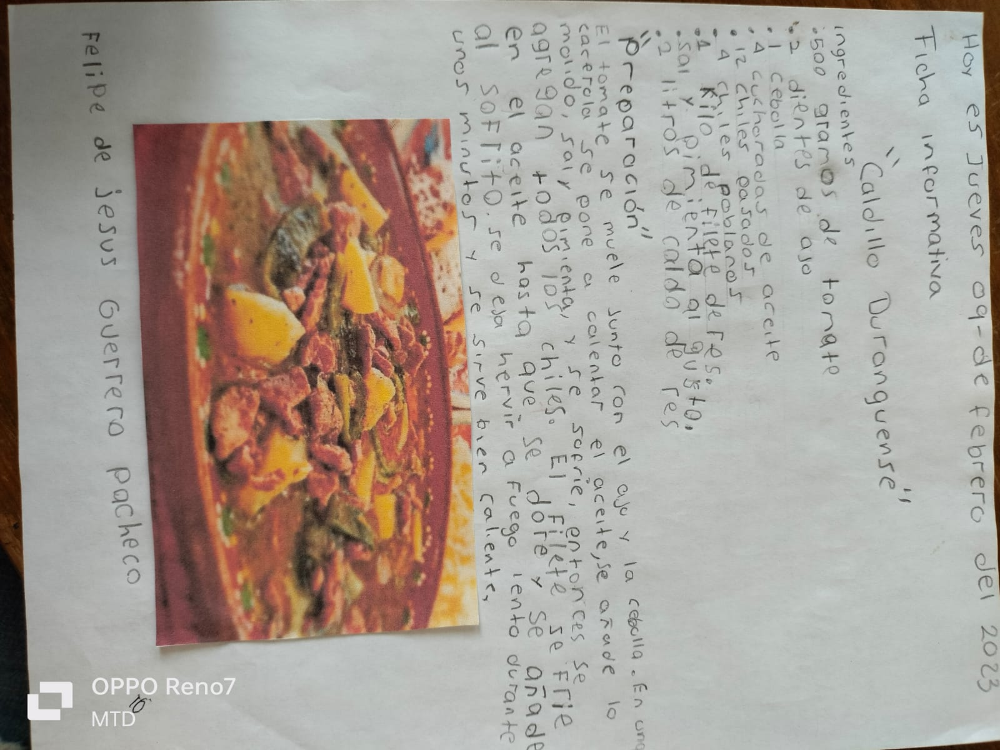 Hoy es Jueves 09-de febrero del 2023
Ficha informativa
"Caldillo Duranguense"
ingredientes
.500 gramos de tomate
.2 dientes de ajo
.1 cebolla
.4 cucharadas de aceite
.12 chiles pasados
.4 chiles poblanos
.1 kilo de filete de res.
.sal y pimienta al gusto.
.2 litros de caldo de res
"preparación"
El tomate se muele junto con el ajo y la cebolla. En una
cacerola se pone a calentar el aceite, se añade lo
molido, sal y pimienta, y se sofrie, entonces se
agregan todos los chiles. El filete se frie
en el aceite hasta que se dore y se añade
al sofrito. se deja hervir a fuego lento durante
unos minutos y se sirve bien caliente,
Felipe de jesus Guerrero pacheco
OPPO Reno7
MTD